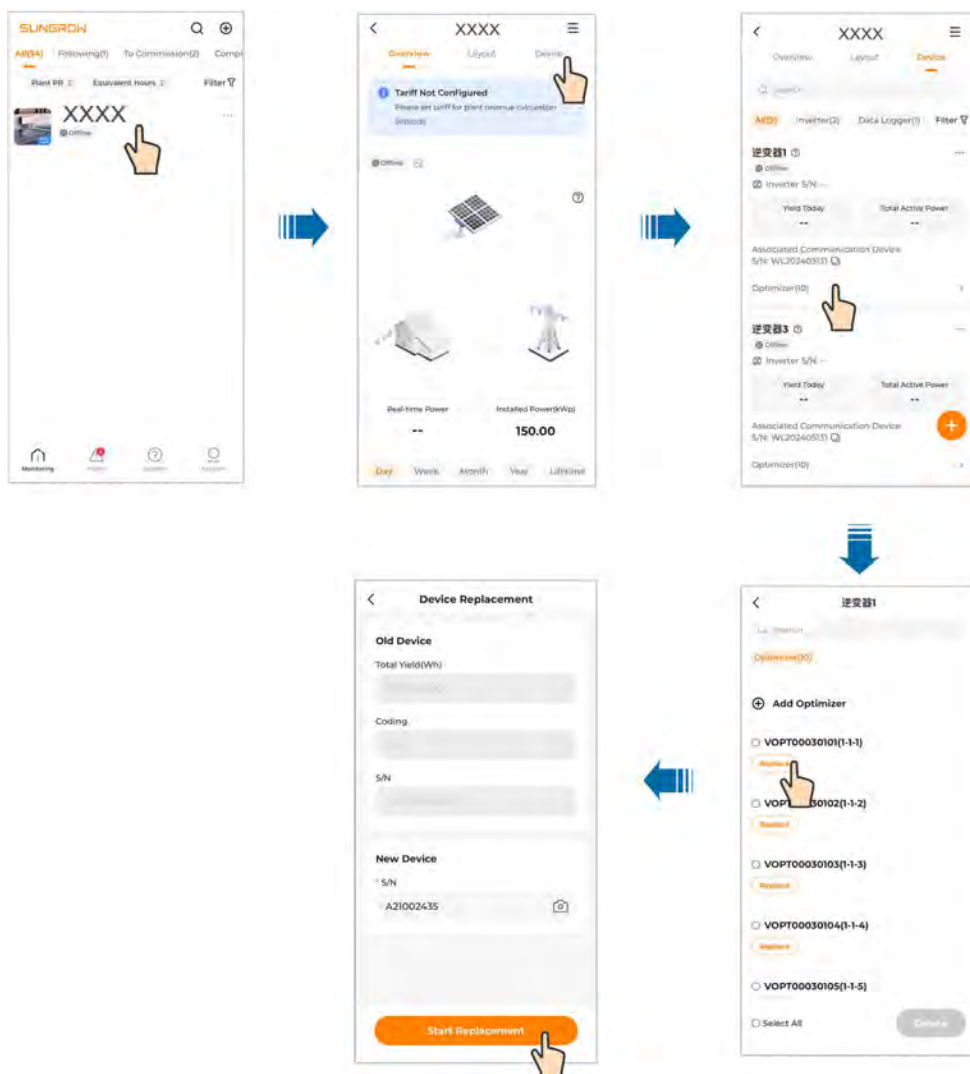 SUNGROW
All(54) Following(1) To Commission(2) Compl
Plant PR Equivalent Hours Filter
XXXX
Offline
Monitoring
XXXX
Overview Layout Device
Tariff Not Configured
Please set tariff for plant revenue calculation
Offline
Real-time Power Installed Power(kWp)
-- 150.00
Day Week Month Year Lifetime
XXXX
Overview Layout Device
Search
All(3) Inverter(2) Data Logger(1) Filter
逆变器1
Offline
Inverter S/N: --
Yield Today Total Active Power
-- --
Associated Communication Device
S/N: WL202405131
Optimizer(10)
逆变器3
Offline
Inverter S/N: --
Yield Today Total Active Power
-- --
Associated Communication Device
S/N: WL202405131
Optimizer(10)
逆变器1
Optimizer(10)
Add Optimizer
VOPT00030101(1-1-1)
Replace
30102(1-1-2)
Replace
VOPT00030103(1-1-3)
Replace
VOPT00030104(1-1-4)
Replace
VOPT00030105(1-1-5)
Select All Delete
Device Replacement
Old Device
Total Yield(Wh)
Coding
S/N
New Device
* S/N
A21002435
Start Replacement